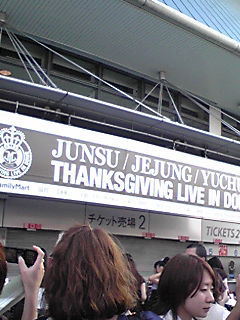 JUNSU/JEJUNG/YUCHU
THANKSGIVING LIVE IN DO
FamilyMart
チケット売場 2
TICKETS 2